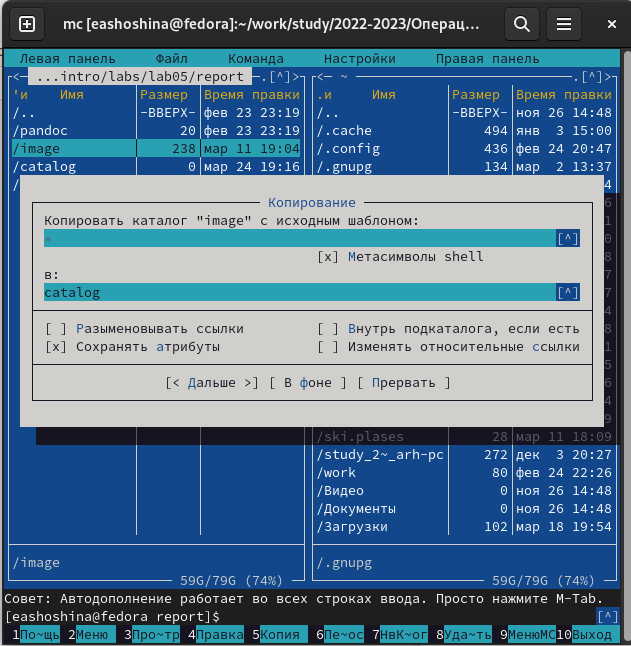 mc [eashoshina@fedora]:~/work/study/2022-2023/Операц...
Левая панель Файл Команда Настройки Правая панель
<─ ...intro/labs/lab05/report ─.[^]>
'и Имя Размер Время правки
/.. -ВВЕРХ- фев 23 23:19
/pandoc 20 фев 23 23:19
/image 238 мар 11 19:04
/catalog 0 мар 24 19:16
<─ ~ ─.[^]>
.и Имя Размер Время правки
/.. -ВВЕРХ- ноя 26 14:48
/.cache 494 янв 3 15:00
/.config 436 фев 24 20:47
/.gnupg 134 мар 2 13:37
Копирование
Копировать каталог "image" с исходным шаблоном:
* [^]
[x] Метасимволы shell
в:
catalog [^]
[ ] Разыменовывать ссылки [ ] Внутрь подкаталога, если есть
[x] Сохранять атрибуты [ ] Изменять относительные ссылки
[< Дальше >] [ В фоне ] [ Прервать ]
/ski.plases 28 мар 11 18:09
/study_2~_arh-pc 272 дек 3 20:27
/work 80 фев 24 22:26
/Видео 0 ноя 26 14:48
/Документы 0 ноя 26 14:48
/Загрузки 102 мар 18 19:54
/image
59G/79G (74%)
/.gnupg
59G/79G (74%)
Совет: Автодополнение работает во всех строках ввода. Просто нажмите M-Tab.
[eashoshina@fedora report]$ [^]
1По~щь 2Меню 3Про~тр 4Правка 5Копия 6Пе~ос 7НвК~ог 8Уда~ть 9МенюМС10Выход